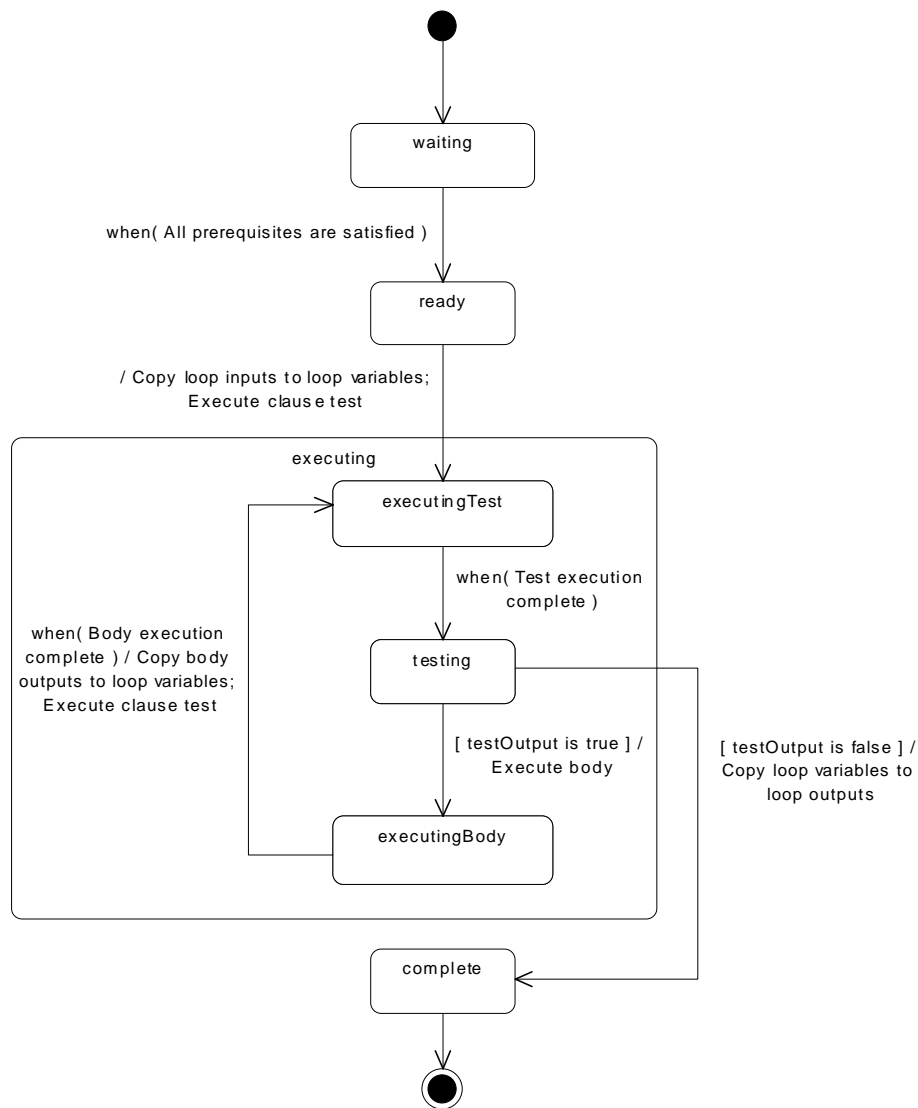 waiting
when( All prerequisites are satisfied )
ready
/ Copy loop inputs to loop variables;
Execute clause test
executing
executingTest
when( Test execution
complete )
when( Body execution
complete ) / Copy body
outputs to loop variables;
Execute clause test
testing
[ testOutput is true ] /
Execute body
[ testOutput is false ] /
Copy loop variables to
loop outputs
executingBody
complete